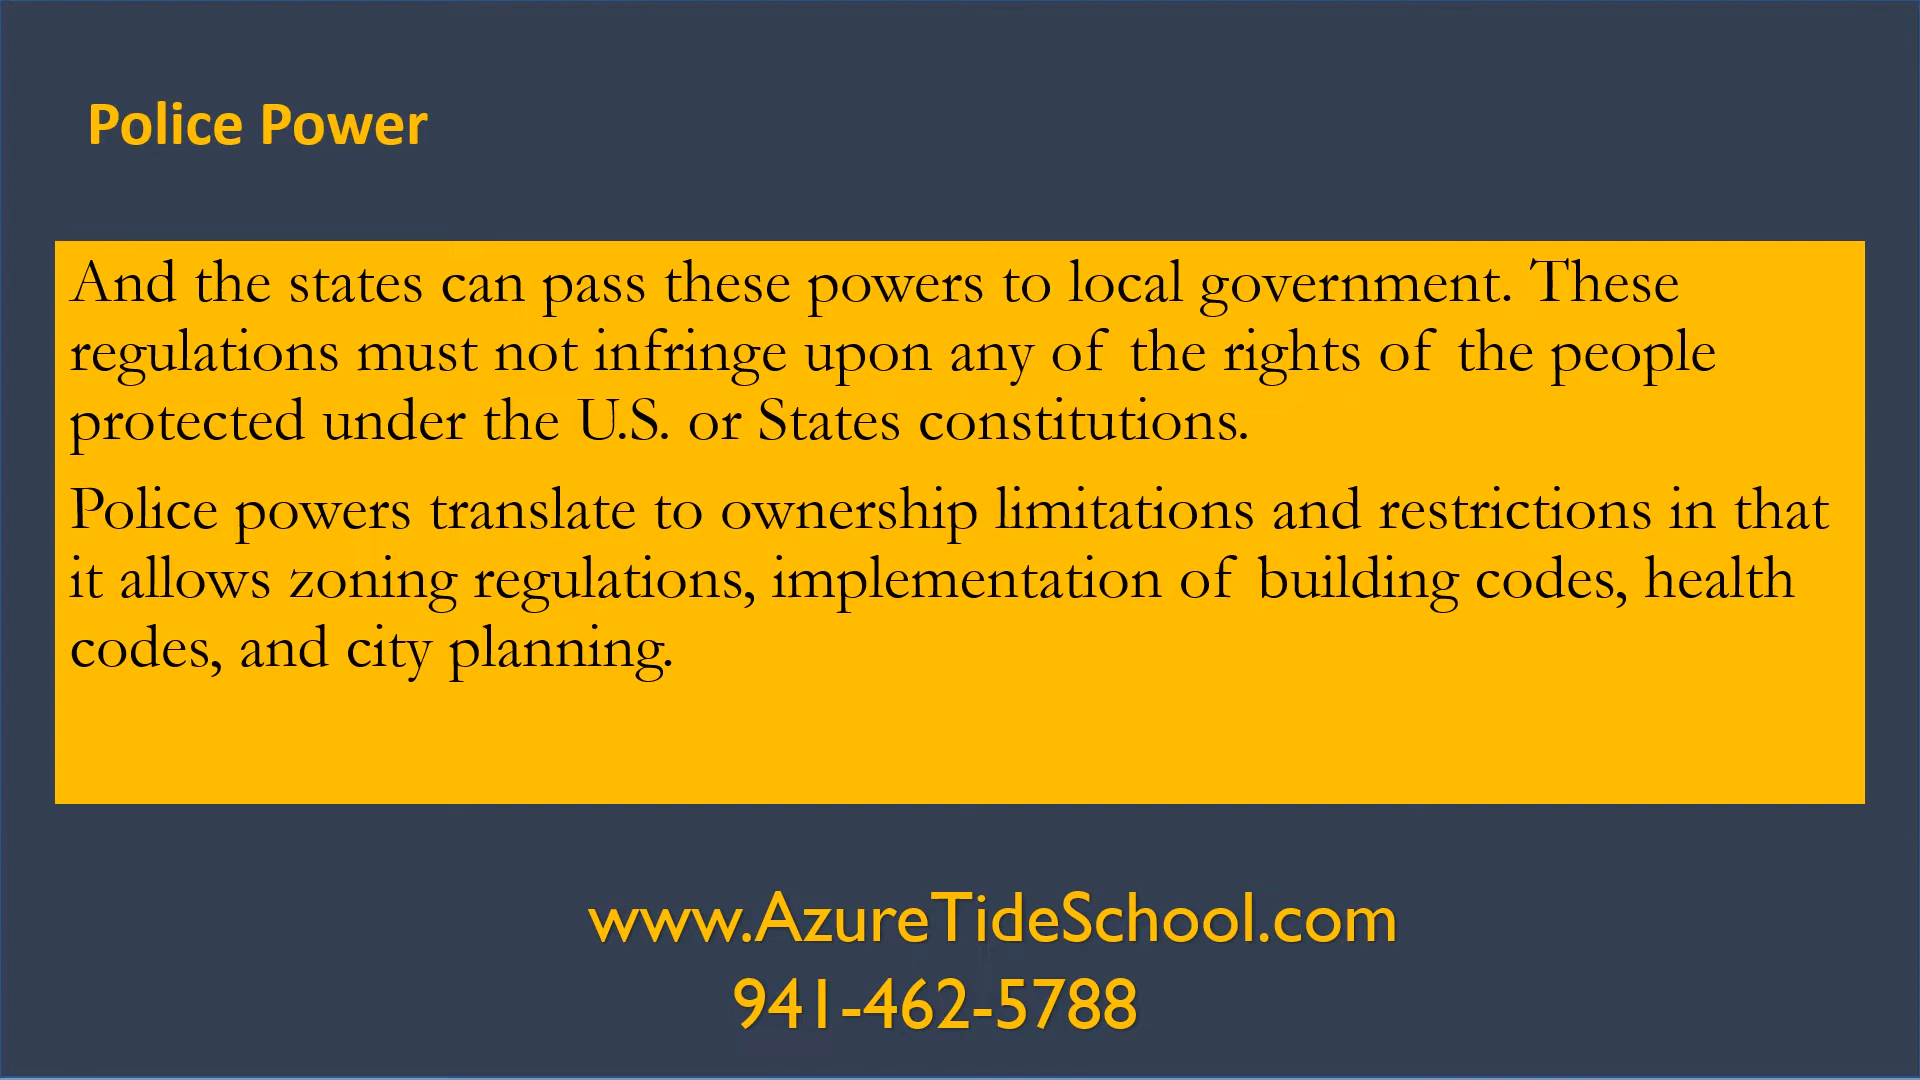 Police Power
And the states can pass these powers to local government. These
regulations must not infringe upon any of the rights of the people
protected under the U.S. or States constitutions.
Police powers translate to ownership limitations and restrictions in that
it allows zoning regulations, implementation of building codes, health
codes, and city planning.
www.AzureTideSchool.com
941-462-5788